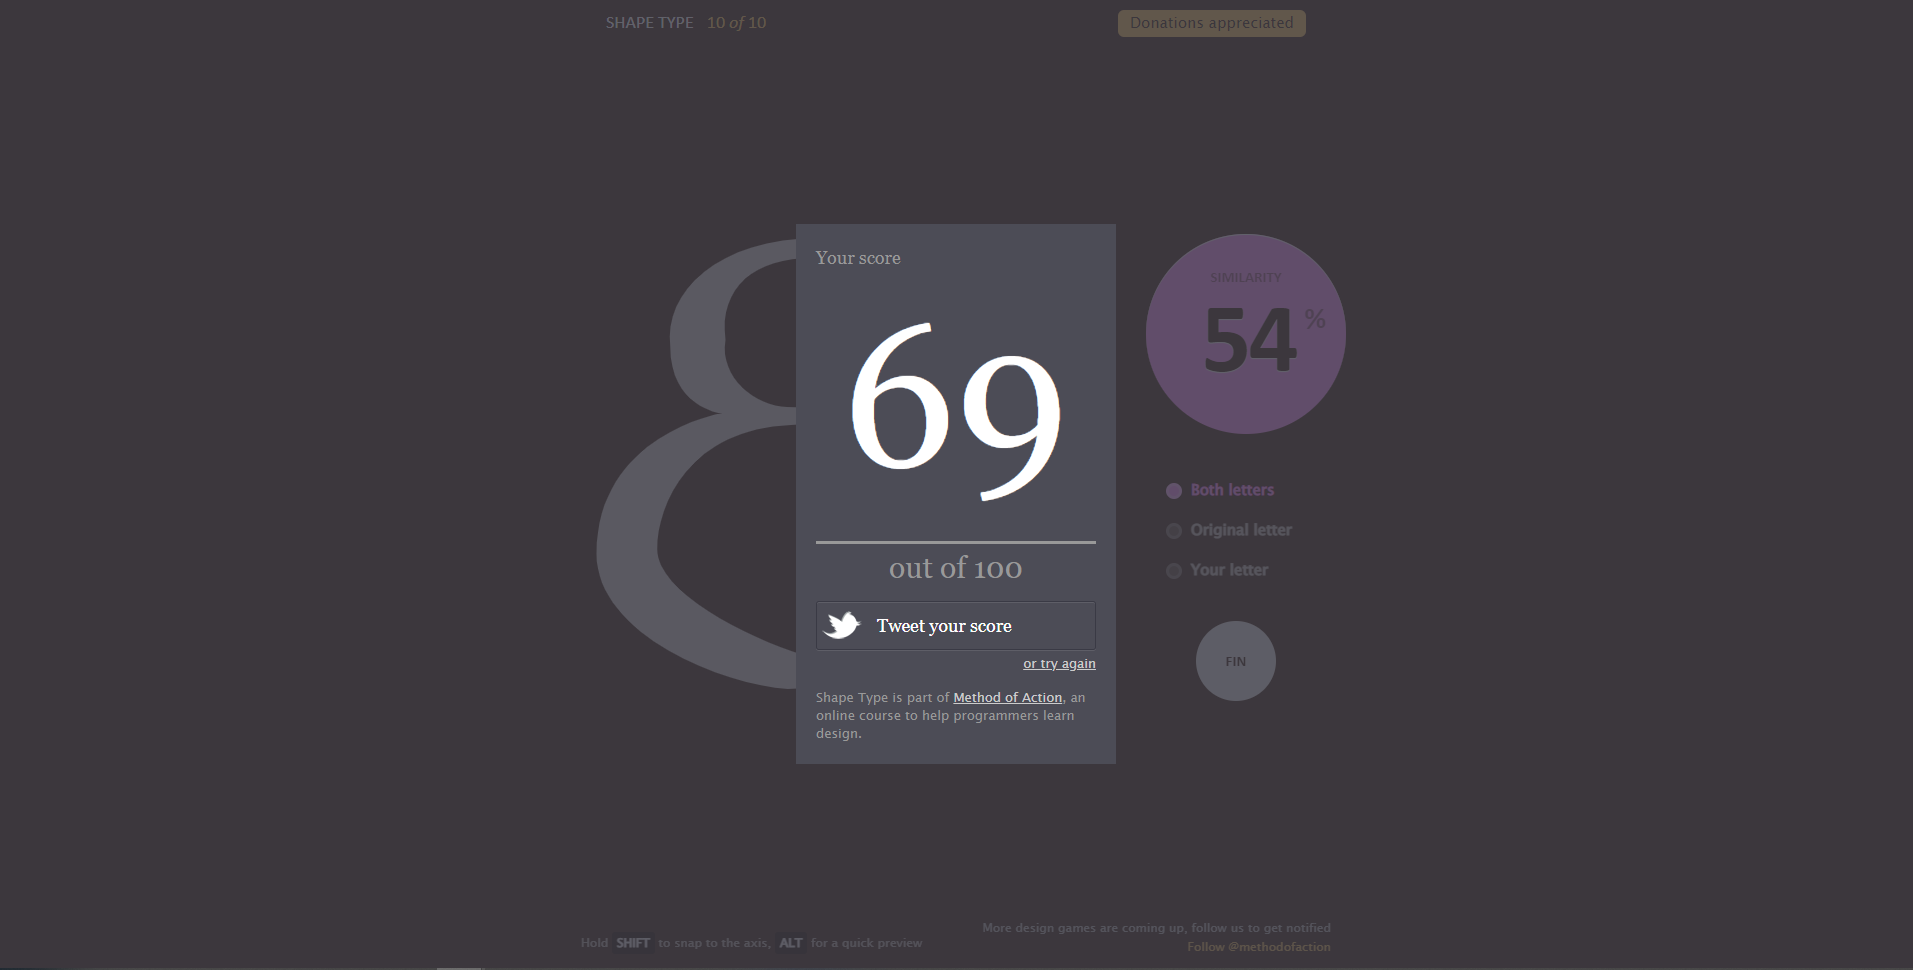 SHAPE TYPE 10 of 10
Donations appreciated
Your score
69
out of 100
Tweet your score
or try again
Shape Type is part of Method of Action, an
online course to help programmers learn
design.
SIMILARITY
54%
Both letters
Original letter
Your letter
FIN
Hold SHIFT to snap to the axis, ALT for a quick preview
More design games are coming up, follow us to get notified
Follow @methodofaction